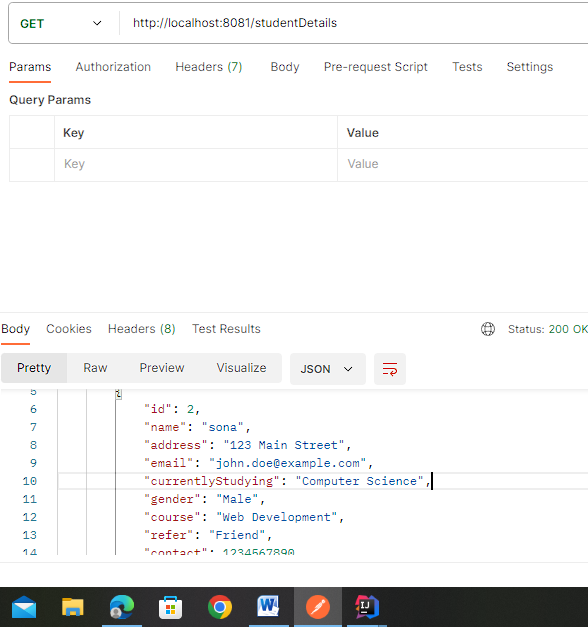 GET http://localhost:8081/studentDetails
Params Authorization Headers (7) Body Pre-request Script Tests Settings
Query Params
Key Value
Key Value
Body Cookies Headers (8) Test Results Status: 200 OK
Pretty Raw Preview Visualize JSON
5 {
6 "id": 2,
7 "name": "sona",
8 "address": "123 Main Street",
9 "email": "john.doe@example.com",
10 "currentlyStudying": "Computer Science",
11 "gender": "Male",
12 "course": "Web Development",
13 "refer": "Friend",
14 "contact": 1234567890
W
IJ